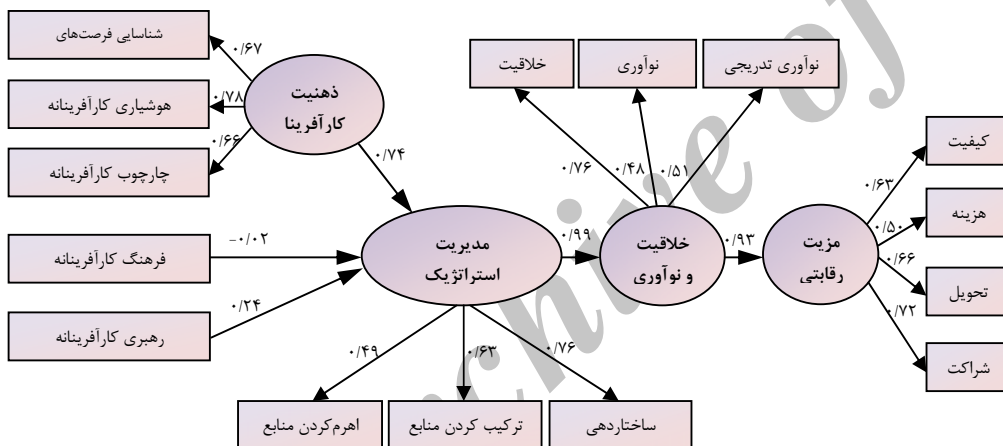 شناسایی فرصت‌های
۰/۶۷
هوشیاری کارآفرینانه
۰/۷۸
چارچوب کارآفرینانه
۰/۶۶
ذهنیت
کارآفرینا
۰/۷۴
فرهنگ کارآفرینانه
-۰/۰۲
رهبری کارآفرینانه
۰/۲۴
مدیریت
استراتژیک
۰/۴۹
۰/۶۳
۰/۷۶
اهرم‌کردن منابع
ترکیب کردن منابع
ساختاردهی
۰/۹۹
خلاقیت
نوآوری
نوآوری تدریجی
۰/۷۶
۰/۴۸
۰/۵۱
خلاقیت
و نوآوری
۰/۹۳
مزیت
رقابتی
۰/۶۳
کیفیت
۰/۵۰
هزینه
۰/۶۶
تحویل
۰/۷۲
شراکت
chive of